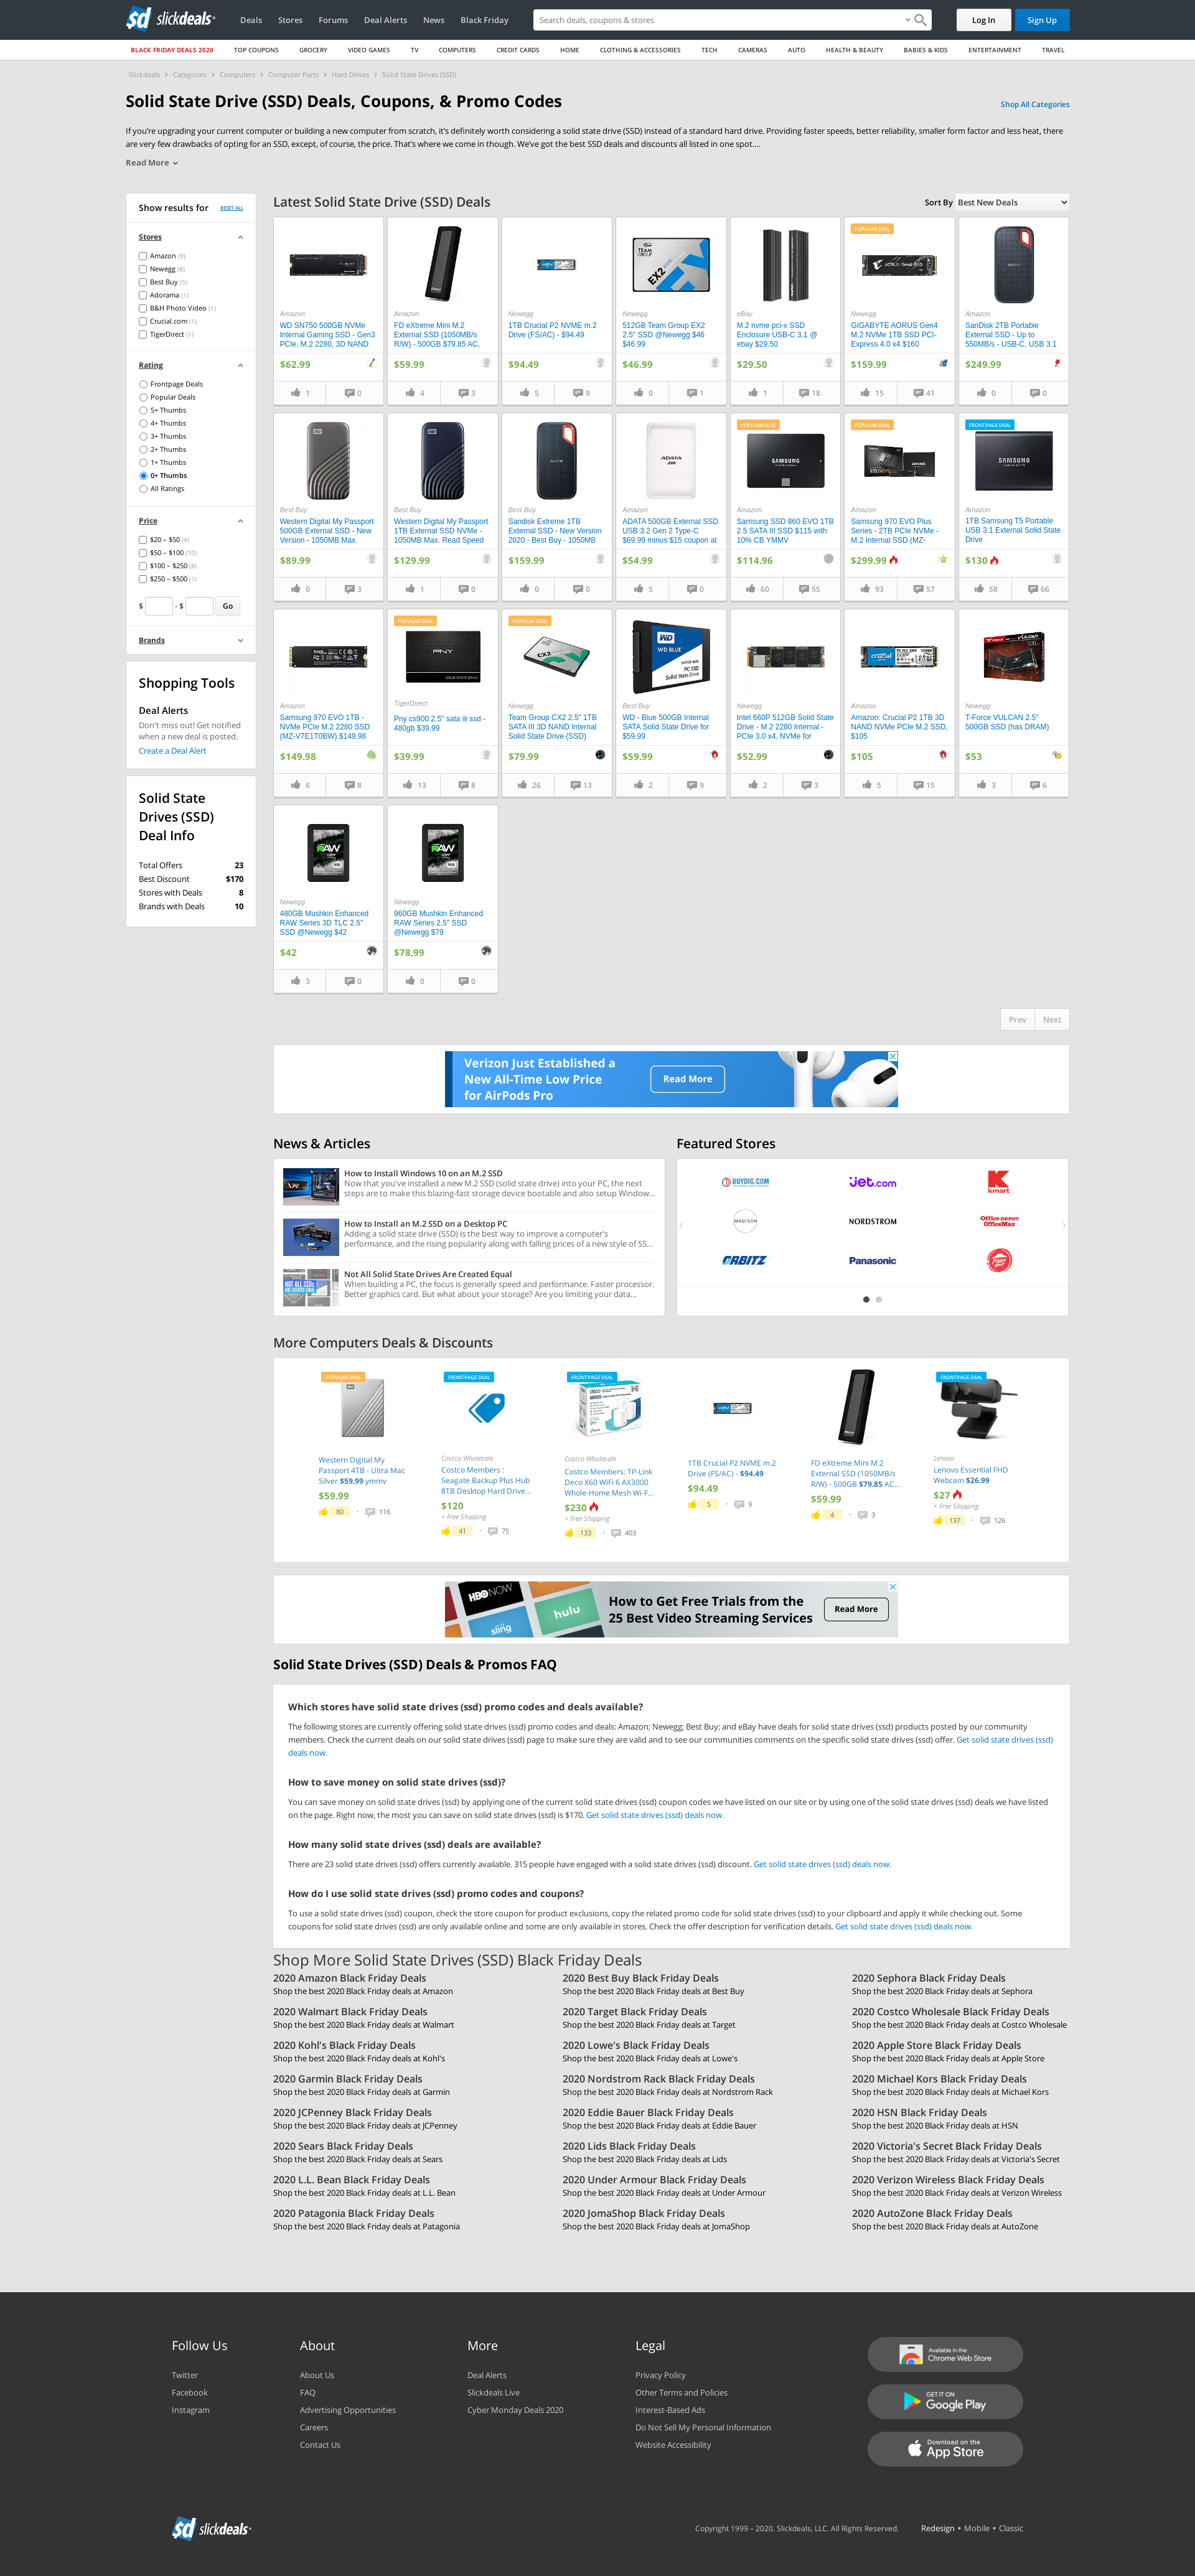 slickdeals
Deals Stores Forums Deal Alerts News Black Friday
Search deals, coupons & stores
Log In Sign Up
BLACK FRIDAY DEALS 2020 TOP COUPONS GROCERY VIDEO GAMES TV COMPUTERS CREDIT CARDS HOME CLOTHING & ACCESSORIES TECH CAMERAS AUTO HEALTH & BEAUTY BABIES & KIDS ENTERTAINMENT TRAVEL
Slickdeals > Categories > Computers > Computer Parts > Hard Drives > Solid State Drives (SSD)
Solid State Drive (SSD) Deals, Coupons, & Promo Codes
Shop All Categories
If you're upgrading your current computer or building a new computer from scratch, it's definitely worth considering a solid state drive (SSD) instead of a standard hard drive. Providing faster speeds, better reliability, smaller form factor and less heat, there
are very few drawbacks of opting for an SSD, except, of course, the price. That's where we come in though. We've got the best SSD deals and discounts all listed in one spot....
Read More
Show results for RESET ALL
Stores
Amazon (9)
Newegg (8)
Best Buy (5)
Adorama (1)
B&H Photo Video (1)
Crucial.com (1)
TigerDirect (1)
Rating
Frontpage Deals
Popular Deals
5+ Thumbs
4+ Thumbs
3+ Thumbs
2+ Thumbs
1+ Thumbs
0+ Thumbs
All Ratings
Price
$20 – $50 (4)
$50 – $100 (10)
$100 – $250 (8)
$250 – $500 (1)
$ - $ Go
Brands
Shopping Tools
Deal Alerts
Don't miss out! Get notified
when a new deal is posted.
Create a Deal Alert
Solid State
Drives (SSD)
Deal Info
Total Offers 23
Best Discount $170
Stores with Deals 8
Brands with Deals 10
Latest Solid State Drive (SSD) Deals
Sort By Best New Deals
Amazon
WD SN750 500GB NVMe
Internal Gaming SSD - Gen3
PCIe, M.2 2280, 3D NAND
$62.99
1 0
Amazon
FD eXtreme Mini M.2
External SSD (1050MB/s
R/W) - 500GB $79.85 AC,
$59.99
4 3
Newegg
1TB Crucial P2 NVME m.2
Drive (FS/AC) - $94.49
$94.49
5 9
TEAM
EX2
Newegg
512GB Team Group EX2
2.5" SSD @Newegg $46
$46.99
$46.99
0 1
eBay
M.2 nvme pci-x SSD
Enclosure USB-C 3.1 @
ebay $29.50
$29.50
1 18
POPULAR DEAL
Newegg
GIGABYTE AORUS Gen4
M.2 NVMe 1TB SSD PCI-
Express 4.0 x4 $160
$159.99
15 41
Amazon
SanDisk 2TB Portable
External SSD - Up to
550MB/s - USB-C, USB 3.1
$249.99
0 0
Best Buy
Western Digital My Passport
500GB External SSD - New
Version - 1050MB Max.
$89.99
0 3
Best Buy
Western Digital My Passport
1TB External SSD NVMe -
1050MB Max. Read Speed
$129.99
1 0
Best Buy
Sandisk Extreme 1TB
External SSD - New Version
2020 - Best Buy - 1050MB
$159.99
0 0
ADATA
Amazon
ADATA 500GB External SSD
USB 3.2 Gen 2 Type-C
$69.99 minus $15 coupon at
$54.99
5 0
POPULAR DEAL
SAMSUNG
Amazon
Samsung SSD 860 EVO 1TB
2.5 SATA III SSD $115 with
10% CB YMMV
$114.96
60 55
POPULAR DEAL
Amazon
Samsung 970 EVO Plus
Series - 2TB PCIe NVMe -
M.2 Internal SSD (MZ-
$299.99
93 57
FRONTPAGE DEAL
SAMSUNG
Amazon
1TB Samsung T5 Portable
USB 3.1 External Solid State
Drive
$130
58 66
Amazon
Samsung 970 EVO 1TB -
NVMe PCIe M.2 2280 SSD
(MZ-V7E1T0BW) $149.98
$149.98
6 8
POPULAR DEAL
PNY
TigerDirect
Pny cs900 2.5" sata iii ssd -
480gb $39.99
$39.99
13 8
POPULAR DEAL
CX2
Newegg
Team Group CX2 2.5" 1TB
SATA III 3D NAND Internal
Solid State Drive (SSD)
$79.99
26 13
WD
WD BLUE
Best Buy
WD - Blue 500GB Internal
SATA Solid State Drive for
$59.99
$59.99
2 9
Newegg
Intel 660P 512GB Solid State
Drive - M.2 2280 Internal -
PCIe 3.0 x4, NVMe for
$52.99
2 3
crucial
Amazon
Amazon: Crucial P2 1TB 3D
NAND NVMe PCIe M.2 SSD,
$105
$105
5 15
VULCAN
Newegg
T-Force VULCAN 2.5"
500GB SSD (has DRAM)
$53
3 6
RAW
Newegg
480GB Mushkin Enhanced
RAW Series 3D TLC 2.5"
SSD @Newegg $42
$42
3 0
RAW
Newegg
960GB Mushkin Enhanced
RAW Series 2.5" SSD
@Newegg $79
$78.99
0 0
Prev Next
Verizon Just Established a
New All-Time Low Price
for AirPods Pro
Read More
News & Articles
How to Install Windows 10 on an M.2 SSD
Now that you've installed a new M.2 SSD (solid state drive) into your PC, the next
steps are to make this blazing-fast storage device bootable and also setup Window...
How to Install an M.2 SSD on a Desktop PC
Adding a solid state drive (SSD) is the best way to improve a computer's
performance, and the rising popularity along with falling prices of a new style of SS...
Not All Solid State Drives Are Created Equal
When building a PC, the focus is generally speed and performance. Faster processor.
Better graphics card. But what about your storage? Are you limiting your data...
Featured Stores
BUYDIG.COM jet.com kmart
MADISON NORDSTROM Office DEPOT OfficeMax
ORBITZ Panasonic Pizza Hut
More Computers Deals & Discounts
POPULAR DEAL
Western Digital My
Passport 4TB - Ultra Mac
Silver $59.99 ymmv
$59.99
80 · 116
FRONTPAGE DEAL
Costco Wholesale
Costco Members :
Seagate Backup Plus Hub
8TB Desktop Hard Drive...
$120
+ Free Shipping
41 · 75
FRONTPAGE DEAL
deco
Costco Wholesale
Costco Members: TP-Link
Deco X60 WiFi 6 AX3000
Whole-Home Mesh Wi-F...
$230
+ Free Shipping
133 · 403
1TB Crucial P2 NVME m.2
Drive (FS/AC) - $94.49
$94.49
5 · 9
FD eXtreme Mini M.2
External SSD (1050MB/s
R/W) - 500GB $79.85 AC...
$59.99
4 · 3
FRONTPAGE DEAL
Lenovo
Lenovo Essential FHD
Webcam $26.99
$27
+ Free Shipping
137 · 126
HBO NOW
sling
hulu
How to Get Free Trials from the
25 Best Video Streaming Services
Read More
Solid State Drives (SSD) Deals & Promos FAQ
Which stores have solid state drives (ssd) promo codes and deals available?
The following stores are currently offering solid state drives (ssd) promo codes and deals: Amazon; Newegg; Best Buy; and eBay have deals for solid state drives (ssd) products posted by our community
members. Check the current deals on our solid state drives (ssd) page to make sure they are valid and to see our communities comments on the specific solid state drives (ssd) offer. Get solid state drives (ssd)
deals now.
How to save money on solid state drives (ssd)?
You can save money on solid state drives (ssd) by applying one of the current solid state drives (ssd) coupon codes we have listed on our site or by using one of the solid state drives (ssd) deals we have listed
on the page. Right now, the most you can save on solid state drives (ssd) is $170. Get solid state drives (ssd) deals now.
How many solid state drives (ssd) deals are available?
There are 23 solid state drives (ssd) offers currently available. 315 people have engaged with a solid state drives (ssd) discount. Get solid state drives (ssd) deals now.
How do I use solid state drives (ssd) promo codes and coupons?
To use a solid state drives (ssd) coupon, check the store coupon for product exclusions, copy the related promo code for solid state drives (ssd) to your clipboard and apply it while checking out. Some
coupons for solid state drives (ssd) are only available online and some are only available in stores. Check the offer description for verification details. Get solid state drives (ssd) deals now.
Shop More Solid State Drives (SSD) Black Friday Deals
2020 Amazon Black Friday Deals
Shop the best 2020 Black Friday deals at Amazon
2020 Best Buy Black Friday Deals
Shop the best 2020 Black Friday deals at Best Buy
2020 Sephora Black Friday Deals
Shop the best 2020 Black Friday deals at Sephora
2020 Walmart Black Friday Deals
Shop the best 2020 Black Friday deals at Walmart
2020 Target Black Friday Deals
Shop the best 2020 Black Friday deals at Target
2020 Costco Wholesale Black Friday Deals
Shop the best 2020 Black Friday deals at Costco Wholesale
2020 Kohl's Black Friday Deals
Shop the best 2020 Black Friday deals at Kohl's
2020 Lowe's Black Friday Deals
Shop the best 2020 Black Friday deals at Lowe's
2020 Apple Store Black Friday Deals
Shop the best 2020 Black Friday deals at Apple Store
2020 Garmin Black Friday Deals
Shop the best 2020 Black Friday deals at Garmin
2020 Nordstrom Rack Black Friday Deals
Shop the best 2020 Black Friday deals at Nordstrom Rack
2020 Michael Kors Black Friday Deals
Shop the best 2020 Black Friday deals at Michael Kors
2020 JCPenney Black Friday Deals
Shop the best 2020 Black Friday deals at JCPenney
2020 Eddie Bauer Black Friday Deals
Shop the best 2020 Black Friday deals at Eddie Bauer
2020 HSN Black Friday Deals
Shop the best 2020 Black Friday deals at HSN
2020 Sears Black Friday Deals
Shop the best 2020 Black Friday deals at Sears
2020 Lids Black Friday Deals
Shop the best 2020 Black Friday deals at Lids
2020 Victoria's Secret Black Friday Deals
Shop the best 2020 Black Friday deals at Victoria's Secret
2020 L.L. Bean Black Friday Deals
Shop the best 2020 Black Friday deals at L.L. Bean
2020 Under Armour Black Friday Deals
Shop the best 2020 Black Friday deals at Under Armour
2020 Verizon Wireless Black Friday Deals
Shop the best 2020 Black Friday deals at Verizon Wireless
2020 Patagonia Black Friday Deals
Shop the best 2020 Black Friday deals at Patagonia
2020 JomaShop Black Friday Deals
Shop the best 2020 Black Friday deals at JomaShop
2020 AutoZone Black Friday Deals
Shop the best 2020 Black Friday deals at AutoZone
Follow Us
Twitter
Facebook
Instagram
About
About Us
FAQ
Advertising Opportunities
Careers
Contact Us
More
Deal Alerts
Slickdeals Live
Cyber Monday Deals 2020
Legal
Privacy Policy
Other Terms and Policies
Interest-Based Ads
Do Not Sell My Personal Information
Website Accessibility
Available in the
Chrome Web Store
GET IT ON
Google Play
Download on the
App Store
slickdeals
Copyright 1999 – 2020. Slickdeals, LLC. All Rights Reserved.
Redesign • Mobile • Classic